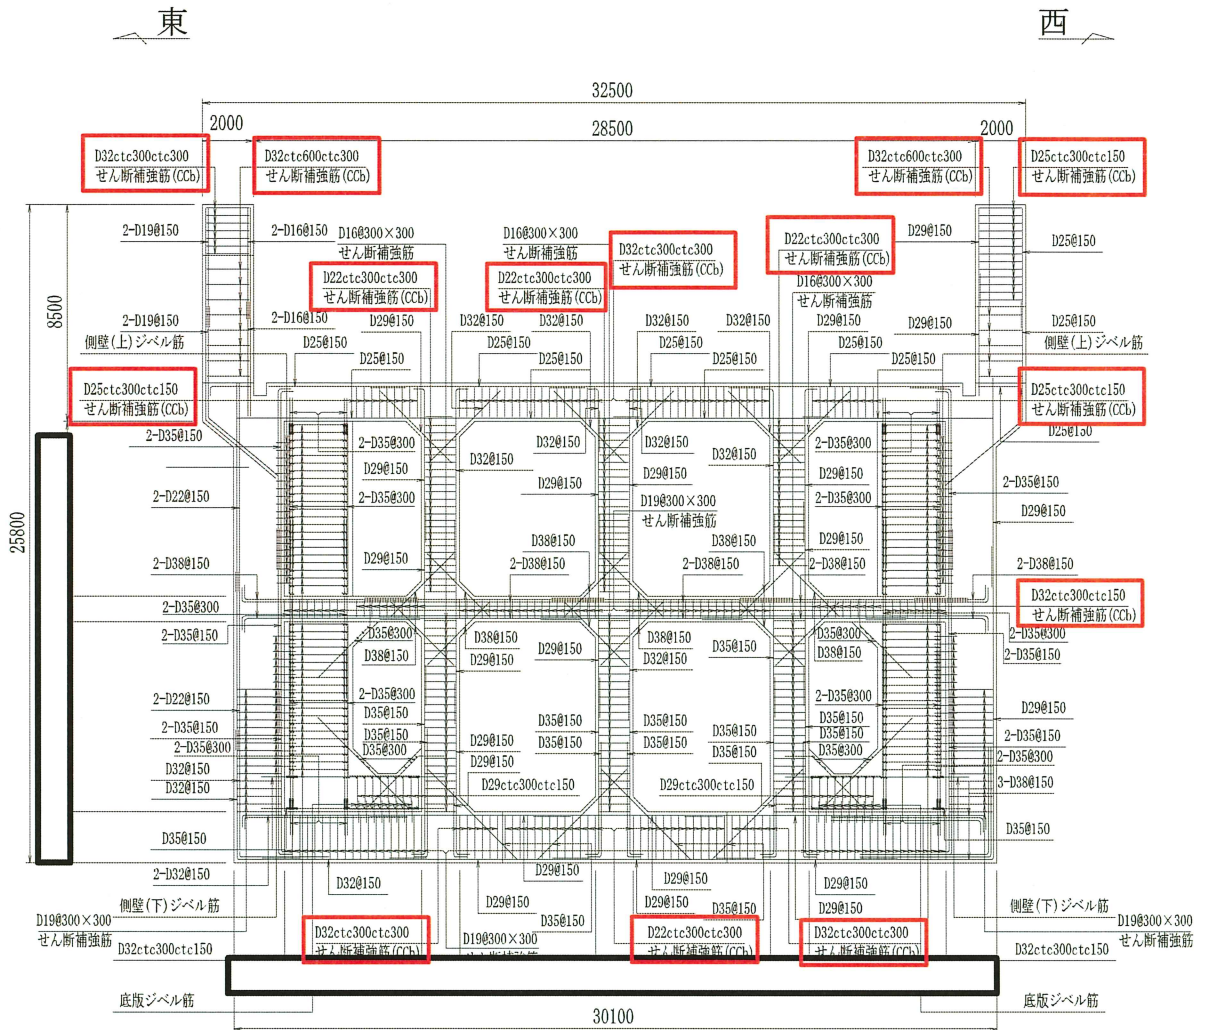 東
西
32500
2000
28500
2000
D32ctc300ctc300
せん断補強筋(CCb)
D32ctc600ctc300
せん断補強筋(CCb)
D32ctc600ctc300
せん断補強筋(CCb)
D25ctc300ctc150
せん断補強筋(CCb)
2-D19@150
2-D16@150
D16@300×300
せん断補強筋
D16@300×300
せん断補強筋
D32ctc300ctc300
せん断補強筋(CCb)
D22ctc300ctc300
せん断補強筋(CCb)
D29@150
D25@150
D22ctc300ctc300
せん断補強筋(CCb)
D22ctc300ctc300
せん断補強筋(CCb)
D16@300×300
せん断補強筋
8500
2-D19@150
2-D16@150
D29@150
D32@150
D32@150
D32@150
D32@150
D29@150
D29@150
D25@150
側壁(上)ジベル筋
D25@150
D25@150
D25@150
D25@150
側壁(上)ジベル筋
D25@150
D25@150
D25@150
D25@150
D25ctc300ctc150
せん断補強筋(CCb)
D25ctc300ctc150
せん断補強筋(CCb)
2-D35@150
2-D35@300
D32@150
D32@150
2-D35@300
D25@150
D29@150
D32@150
D32@150
D29@150
D29@150
D29@150
2-D35@150
2-D22@150
2-D35@300
D19@300×300
せん断補強筋
2-D35@300
D29@150
25800
D38@150
D38@150
D29@150
D29@150
2-D38@150
2-D38@150
2-D38@150
2-D38@150
2-D38@150
D32ctc300ctc150
せん断補強筋(CCb)
2-D35@300
2-D35@150
D35@300
D38@150
D38@150
D38@150
D35@300
2-D35@300
D38@150
D29@150
D29@150
D32@150
D35@150
D38@150
2-D35@150
2-D22@150
2-D35@300
2-D35@300
D29@150
D35@150
2-D35@150
D35@150
D35@150
D35@150
D35@150
D35@150
2-D35@300
D35@300
D29@150
D35@150
D35@150
D35@150
D35@150
D35@300
2-D35@150
2-D35@300
D32@150
D29@150
D32@150
D29ctc300ctc150
D29ctc300ctc150
3-D38@150
D35@150
D35@150
2-D32@150
D32@150
D29@150
D29@150
D29@150
D29@150
D29@150
D29@150
側壁(下)ジベル筋
側壁(下)ジベル筋
D35@150
D35@150
D19@300×300
せん断補強筋
D19@300×300
せん断補強筋
D32ctc300ctc300
せん断補強筋(CCb)
D19@300×300
D22ctc300ctc300
せん断補強筋(CCb)
D32ctc300ctc300
せん断補強筋(CCb)
D32ctc300ctc150
D32ctc300ctc150
底版ジベル筋
底版ジベル筋
30100